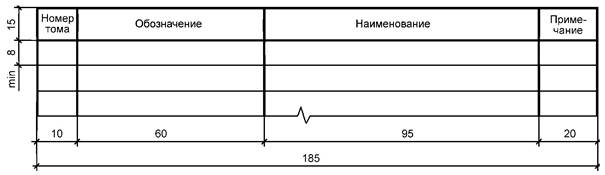 Номер
тома
Обозначение
Наименование
Приме-
чание
15
8
min
10
60
95
20
185